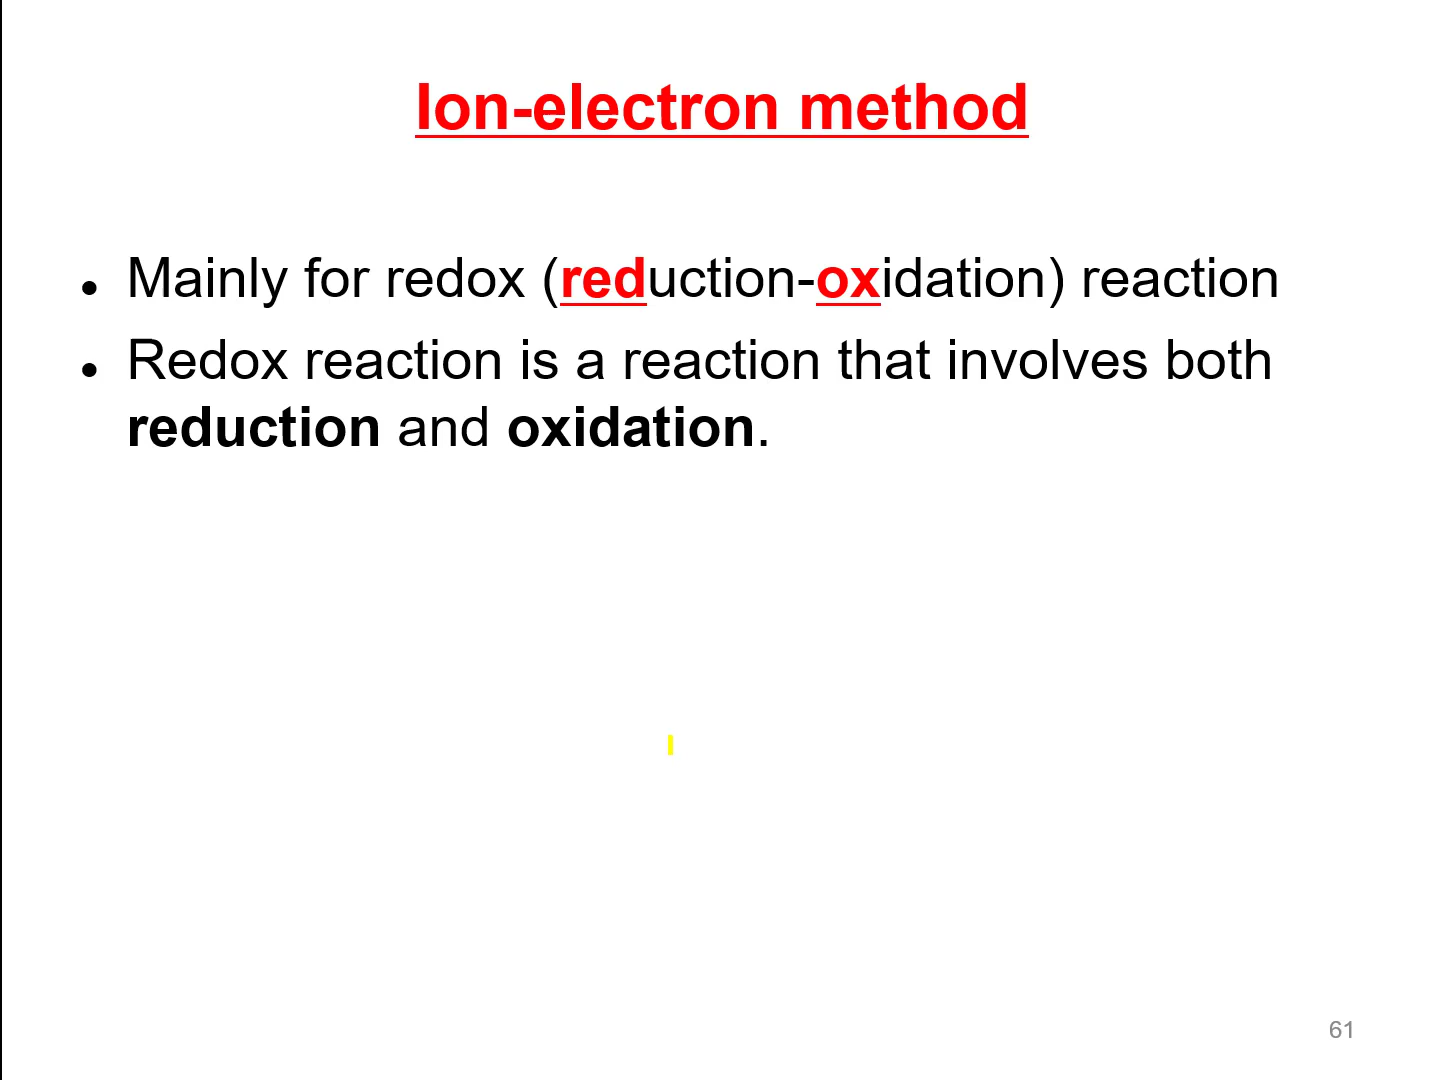 Ion-electron method
● Mainly for redox (reduction-oxidation) reaction
● Redox reaction is a reaction that involves both
reduction and oxidation.
61